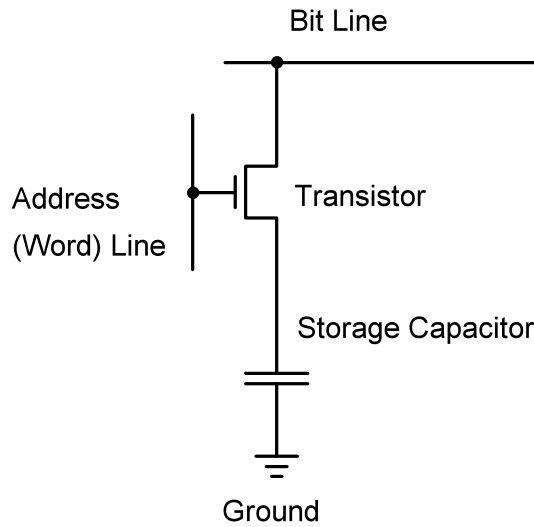 Bit Line
Address
(Word) Line
Transistor
Storage Capacitor
Ground